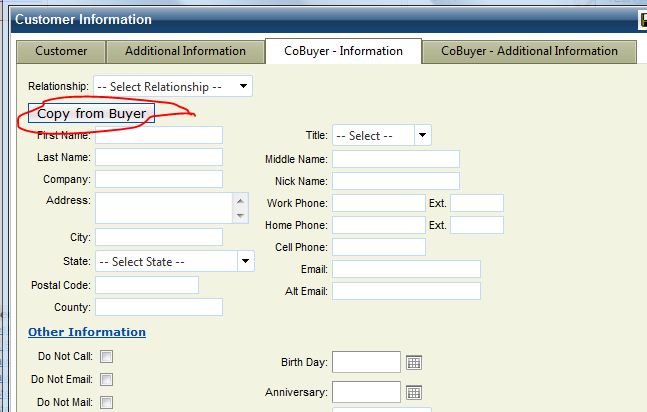 Customer Information
Customer Additional Information CoBuyer - Information CoBuyer - Additional Information
Relationship: -- Select Relationship --
Copy from Buyer
First Name: Title: -- Select --
Last Name: Middle Name:
Company: Nick Name:
Address: Work Phone: Ext.
Home Phone: Ext.
City: Cell Phone:
State: -- Select State -- Email:
Postal Code: Alt Email:
County:
Other Information
Do Not Call: Birth Day:
Do Not Email:
Anniversary:
Do Not Mail: